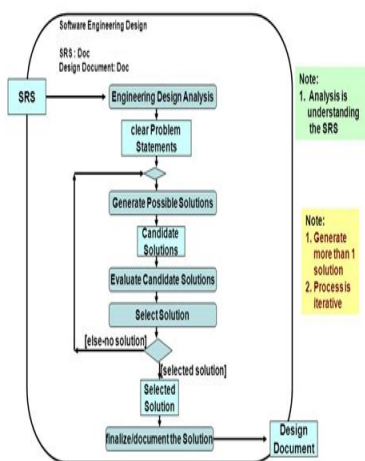 Software Engineering Design
SRS : Doc
Design Document: Doc
SRS
Engineering Design Analysis
clear Problem
Statements
Generate Possible Solutions
Candidate
Solutions
Evaluate Candidate Solutions
Select Solution
[else-no solution]
[selected solution]
Selected
Solution
finalize/document the Solution
Design
Document
Note:
1. Analysis is
understanding
the SRS
Note:
1. Generate
more than 1
solution
2. Process is
iterative